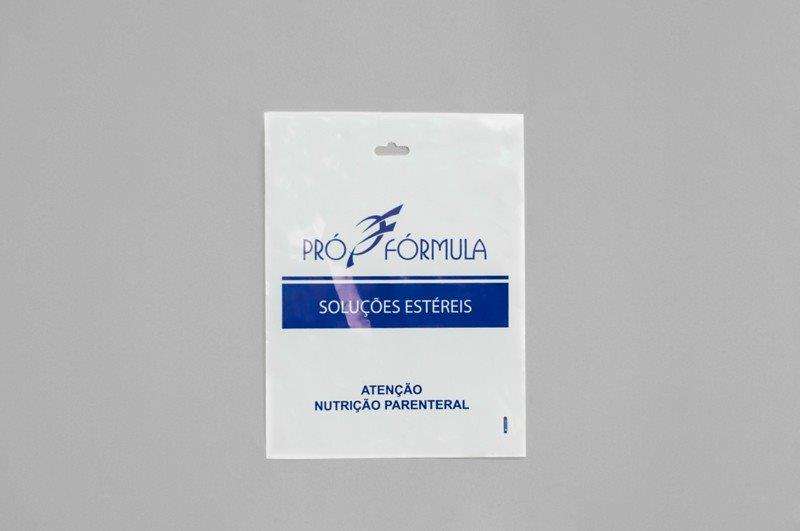 PRÓ FÓRMULA
SOLUÇÕES ESTÉREIS
ATENÇÃO
NUTRIÇÃO PARENTERAL